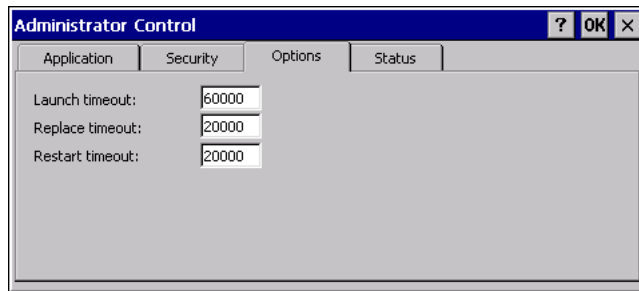 Administrator Control ? OK ×
Application Security Options Status
Launch timeout: 60000
Replace timeout: 20000
Restart timeout: 20000